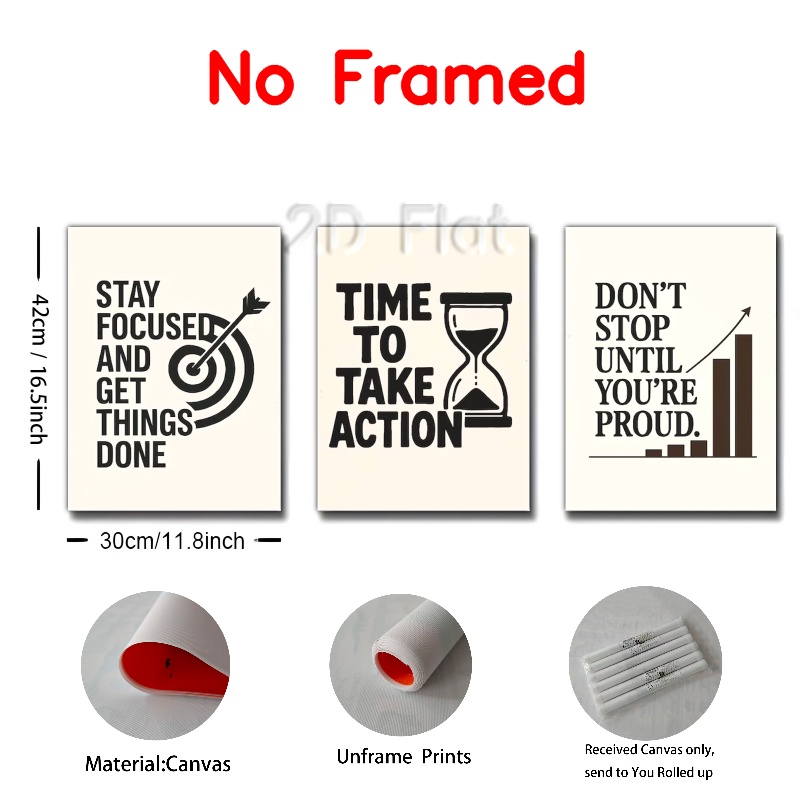 No Framed
2D Flat
42cm / 16.5inch
STAY
FOCUSED
AND
GET
THINGS
DONE
TIME
TO
TAKE
ACTION
DON'T
STOP
UNTIL
YOU'RE
PROUD.
30cm/11.8inch
Material:Canvas
Unframe Prints
Received Canvas only,
send to You Rolled up